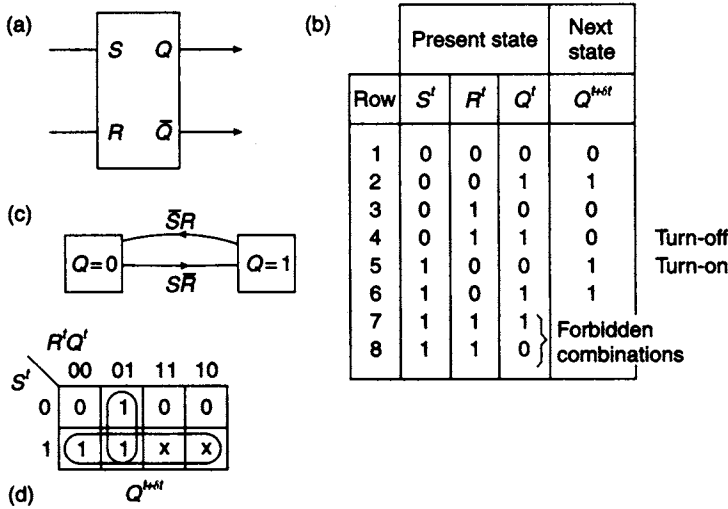 (a)
S Q
R Q̄
(b)
Present state Next state
Row S^t R^t Q^t Q^{t+δt}
1 0 0 0 0
2 0 0 1 1
3 0 1 0 0
4 0 1 1 0 Turn-off
5 1 0 0 1 Turn-on
6 1 0 1 1
7 1 1 1
8 1 1 0
Forbidden
combinations
(c)
S̄R
Q=0 Q=1
SR̄
R^tQ^t
S^t 00 01 11 10
0 0 1 0 0
1 1 1 x x
(d) Q^{t+δt}